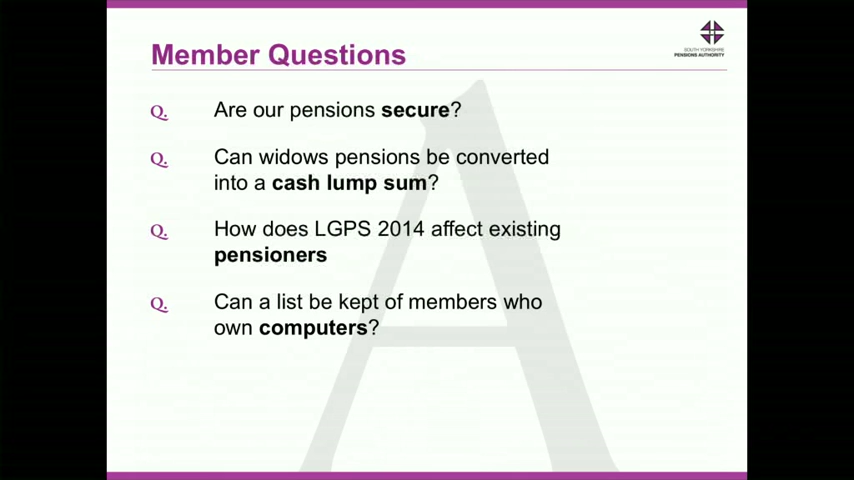 Member Questions
SOUTH YORKSHIRE
PENSIONS AUTHORITY
Q. Are our pensions secure?
Q. Can widows pensions be converted
into a cash lump sum?
Q. How does LGPS 2014 affect existing
pensioners
Q. Can a list be kept of members who
own computers?
A